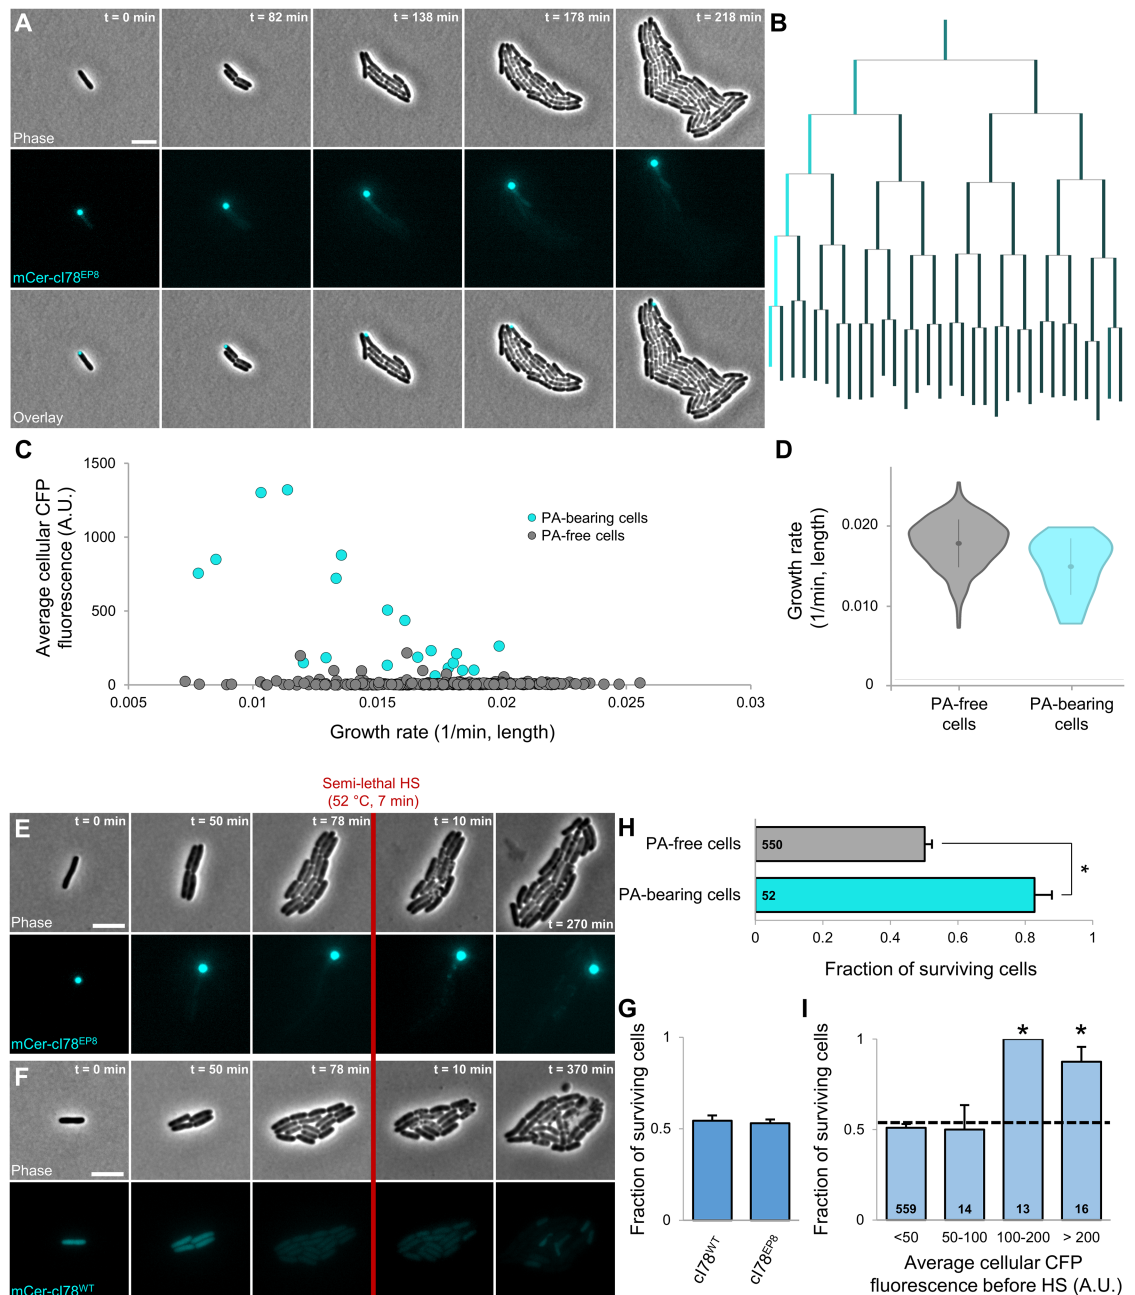 A
t = 0 min
t = 82 min
t = 138 min
t = 178 min
t = 218 min
Phase
mCer-cI78EP8
Overlay
B
C
1500
1000
500
0
0.005
0.01
0.015
0.02
0.025
0.03
Average cellular CFP
fluorescence (A.U.)
PA-bearing cells
PA-free cells
Growth rate (1/min, length)
D
Growth rate
(1/min, length)
0.020
0.010
0
PA-free
cells
PA-bearing
cells
Semi-lethal HS
(52 °C, 7 min)
E
t = 0 min
t = 50 min
t = 78 min
t = 10 min
t = 270 min
Phase
mCer-cI78EP8
F
t = 0 min
t = 50 min
t = 78 min
t = 10 min
t = 370 min
Phase
mCer-cI78WT
H
PA-free cells
550
PA-bearing cells
52
*
0
0.2
0.4
0.6
0.8
1
Fraction of surviving cells
G
Fraction of surviving cells
1
0.5
0
cI78WT
cI78EP8
I
Fraction of surviving cells
1
0.5
0
*
*
559
14
13
16
<50
50-100
100-200
> 200
Average cellular CFP
fluorescence before HS (A.U.)